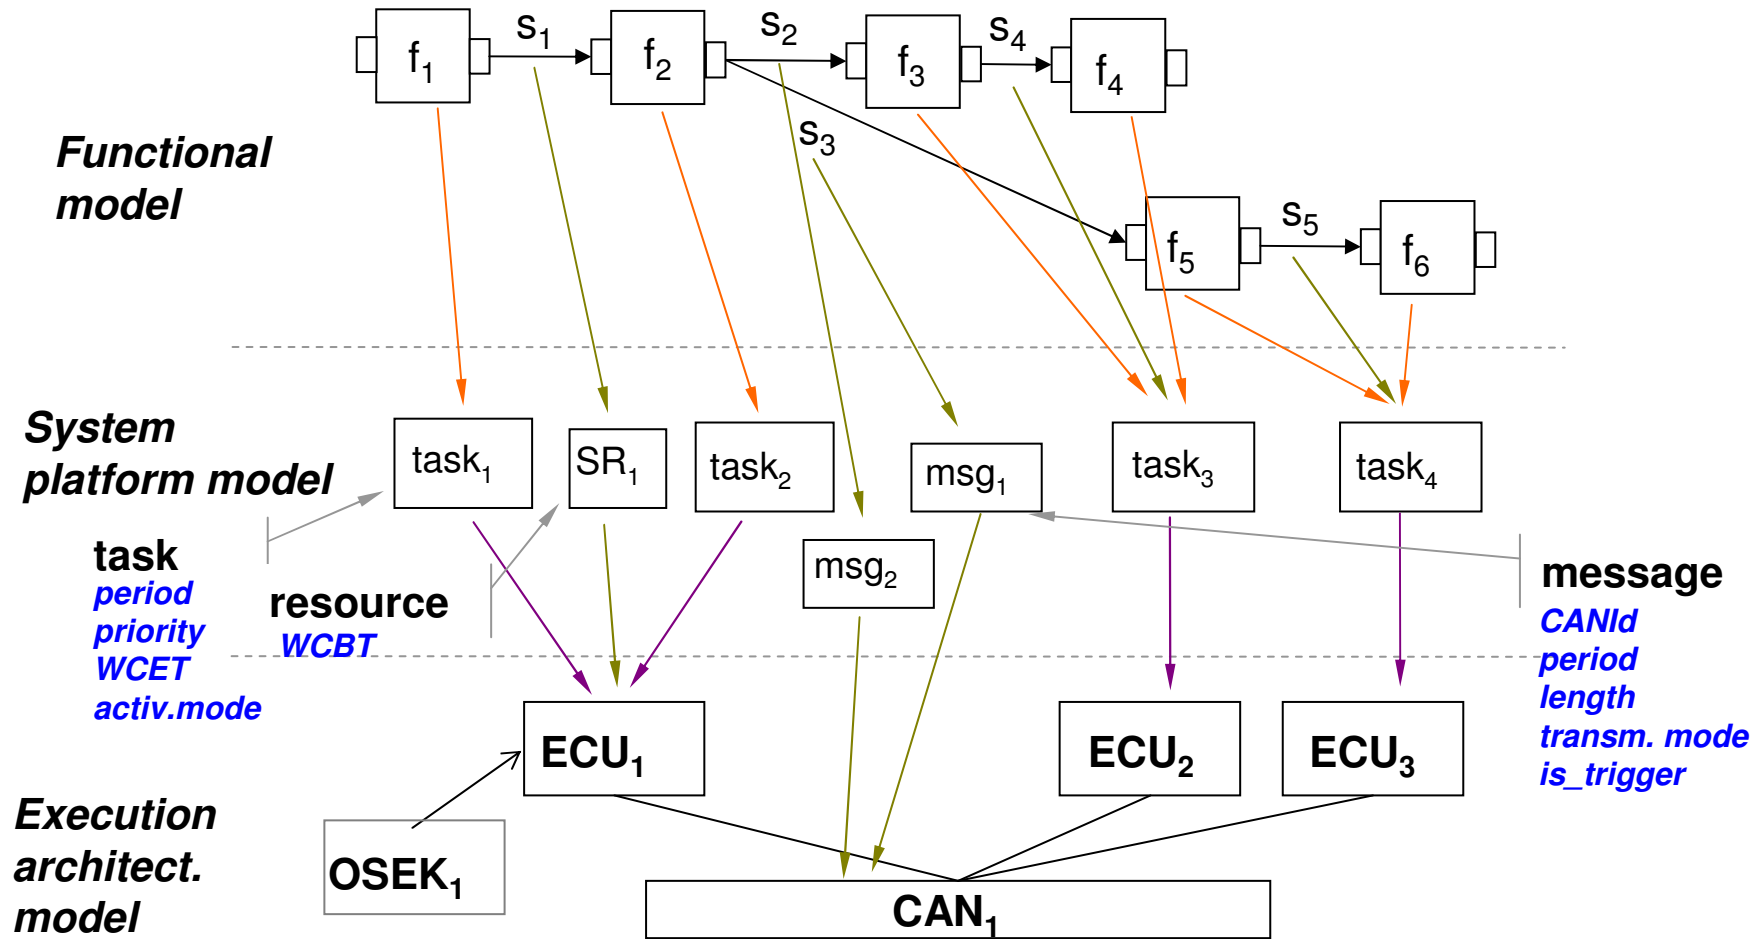 s₁
s₂
s₄
f₁
f₂
f₃
f₄
s₃
Functional
model
s₅
f₅
f₆
System
platform model
task₁
SR₁
task₂
msg₁
task₃
task₄
msg₂
task
period
priority
WCET
activ.mode
resource
WCBT
message
CANId
period
length
transm. mode
is_trigger
ECU₁
ECU₂
ECU₃
Execution
architect.
model
OSEK₁
CAN₁